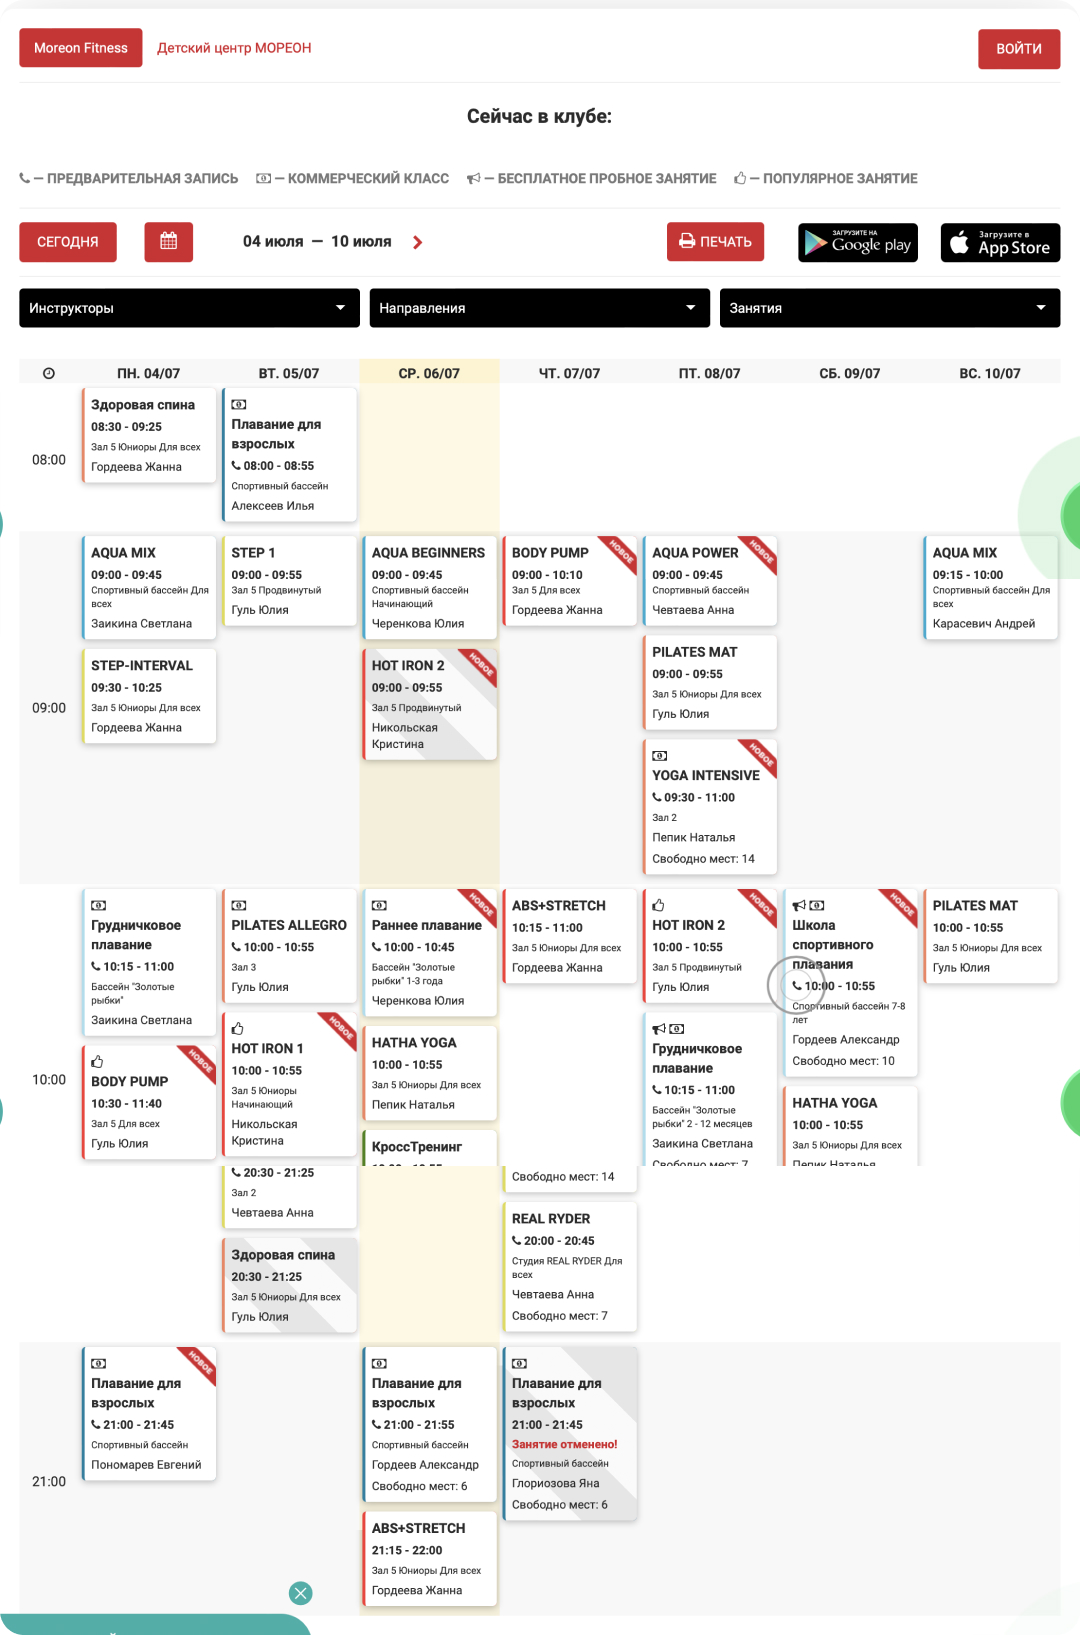 Moreon Fitness
Детский центр МОРЕОН
ВОЙТИ
Сейчас в клубе:
— ПРЕДВАРИТЕЛЬНАЯ ЗАПИСЬ — КОММЕРЧЕСКИЙ КЛАСС — БЕСПЛАТНОЕ ПРОБНОЕ ЗАНЯТИЕ — ПОПУЛЯРНОЕ ЗАНЯТИЕ
СЕГОДНЯ
04 июля — 10 июля
ПЕЧАТЬ
ЗАГРУЗИТЕ НА
Google play
Загрузите в
App Store
Инструкторы
Направления
Занятия
ПН. 04/07
ВТ. 05/07
СР. 06/07
ЧТ. 07/07
ПТ. 08/07
СБ. 09/07
ВС. 10/07
08:00
Здоровая спина
08:30 - 09:25
Зал 5 Юниоры Для всех
Гордеева Жанна
Плавание для
взрослых
08:00 - 08:55
Спортивный бассейн
Алексеев Илья
09:00
AQUA MIX
09:00 - 09:45
Спортивный бассейн Для
всех
Заикина Светлана
STEP-INTERVAL
09:30 - 10:25
Зал 5 Юниоры Для всех
Гордеева Жанна
STEP 1
09:00 - 09:55
Зал 5 Продвинутый
Гуль Юлия
AQUA BEGINNERS
09:00 - 09:45
Спортивный бассейн
Начинающий
Черенкова Юлия
НОВОЕ
HOT IRON 2
09:00 - 09:55
Зал 5 Продвинутый
Никольская
Кристина
НОВОЕ
BODY PUMP
09:00 - 10:10
Зал 5 Для всех
Гордеева Жанна
НОВОЕ
AQUA POWER
09:00 - 09:45
Спортивный бассейн
Чевтаева Анна
PILATES MAT
09:00 - 09:55
Зал 5 Юниоры Для всех
Гуль Юлия
НОВОЕ
YOGA INTENSIVE
09:30 - 11:00
Зал 2
Пепик Наталья
Свободно мест: 14
AQUA MIX
09:15 - 10:00
Спортивный бассейн Для
всех
Карасевич Андрей
10:00
Грудничковое
плавание
10:15 - 11:00
Бассейн "Золотые
рыбки"
Заикина Светлана
НОВОЕ
BODY PUMP
10:30 - 11:40
Зал 5 Для всех
Гуль Юлия
PILATES ALLEGRO
10:00 - 10:55
Зал 3
Гуль Юлия
НОВОЕ
HOT IRON 1
10:00 - 10:55
Зал 5 Юниоры
Начинающий
Никольская
Кристина
НОВОЕ
Раннее плавание
10:00 - 10:45
Бассейн "Золотые
рыбки" 1-3 года
Черенкова Юлия
HATHA YOGA
10:00 - 10:55
Зал 5 Юниоры Для всех
Пепик Наталья
КроссТренинг
ABS+STRETCH
10:15 - 11:00
Зал 5 Юниоры Для всех
Гордеева Жанна
НОВОЕ
HOT IRON 2
10:00 - 10:55
Зал 5 Продвинутый
Гуль Юлия
Грудничковое
плавание
10:15 - 11:00
Бассейн "Золотые
рыбки" 2 - 12 месяцев
Заикина Светлана
Свободно мест: 7
НОВОЕ
Школа
спортивного
плавания
10:00 - 10:55
Спортивный бассейн 7-8
лет
Гордеев Александр
Свободно мест: 10
HATHA YOGA
10:00 - 10:55
Зал 5 Юниоры Для всех
Пепик Наталья
PILATES MAT
10:00 - 10:55
Зал 5 Юниоры Для всех
Гуль Юлия
20:30 - 21:25
Зал 2
Чевтаева Анна
Здоровая спина
20:30 - 21:25
Зал 5 Юниоры Для всех
Гуль Юлия
Свободно мест: 14
REAL RYDER
20:00 - 20:45
Студия REAL RYDER Для
всех
Чевтаева Анна
Свободно мест: 7
21:00
НОВОЕ
Плавание для
взрослых
21:00 - 21:45
Спортивный бассейн
Пономарев Евгений
Плавание для
взрослых
21:00 - 21:55
Спортивный бассейн
Гордеев Александр
Свободно мест: 6
ABS+STRETCH
21:15 - 22:00
Зал 5 Юниоры Для всех
Гордеева Жанна
Плавание для
взрослых
21:00 - 21:45
Занятие отменено!
Спортивный бассейн
Глориозова Яна
Свободно мест: 6